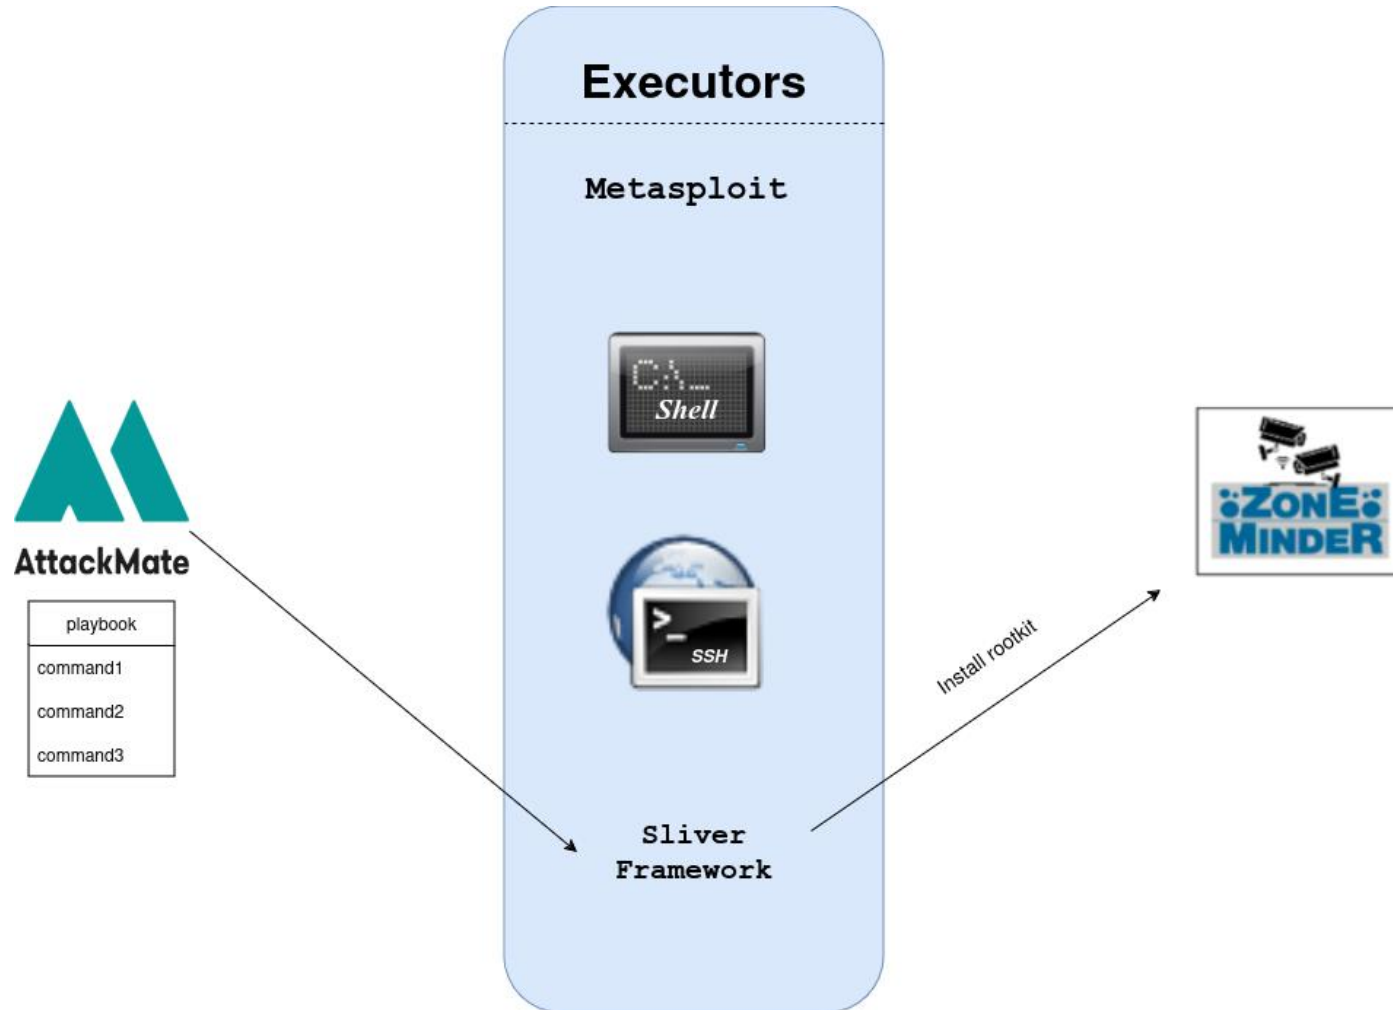 Executors
Metasploit
C:\_
Shell
AttackMate
playbook
command1
command2
command3
>_
SSH
Sliver
Framework
Install rootkit
ZONE
MINDER